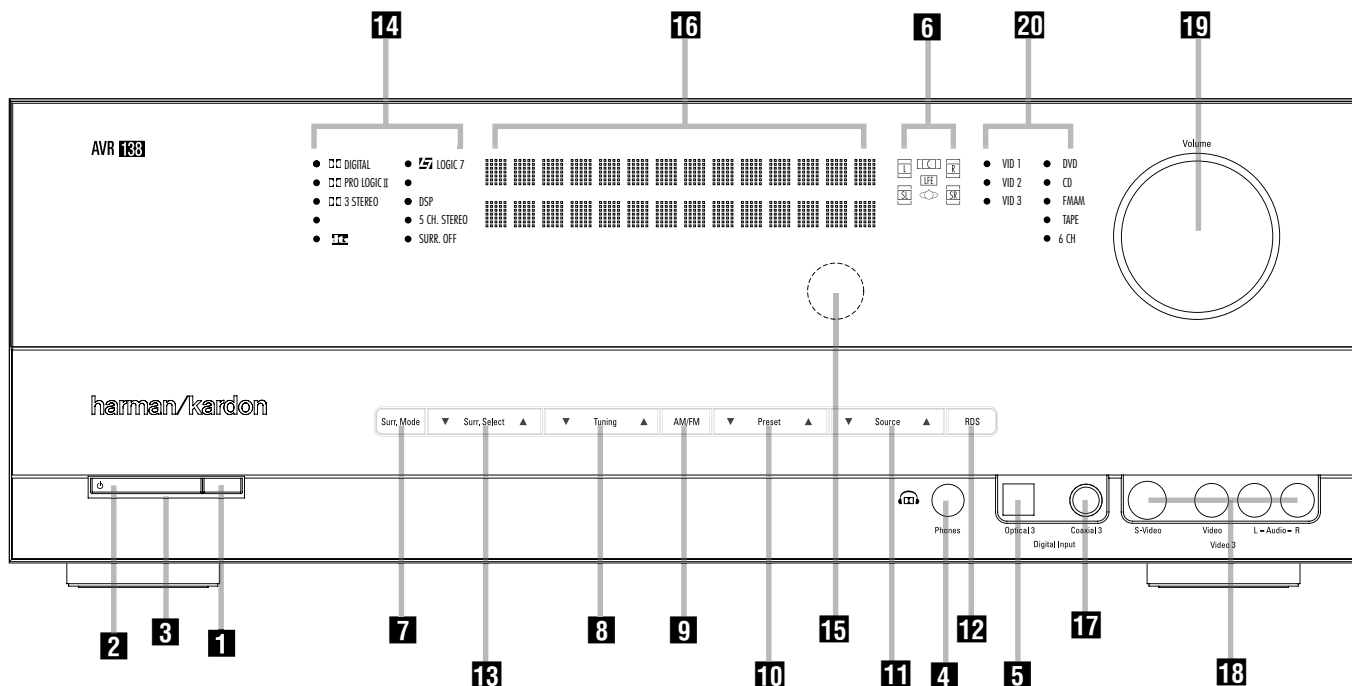 14 16 6 20 19
AVR 138
Volume
DIGITAL
PRO LOGIC II
3 STEREO
dts
LOGIC 7
DSP
5 CH. STEREO
SURR. OFF
L C R
LFE
SL SR
VID 1
VID 2
VID 3
DVD
CD
FMAM
TAPE
6 CH
harman/kardon
Surr. Mode ▼ Surr. Select ▲ ▼ Tuning ▲ AM/FM ▼ Preset ▲ ▼ Source ▲ RDS
Phones
Optical 3 Coaxial 3
Digital Input
S-Video Video L – Audio – R
Video 3
2 3 1 7 13 8 9 10 15 11 4 12 5 17 18